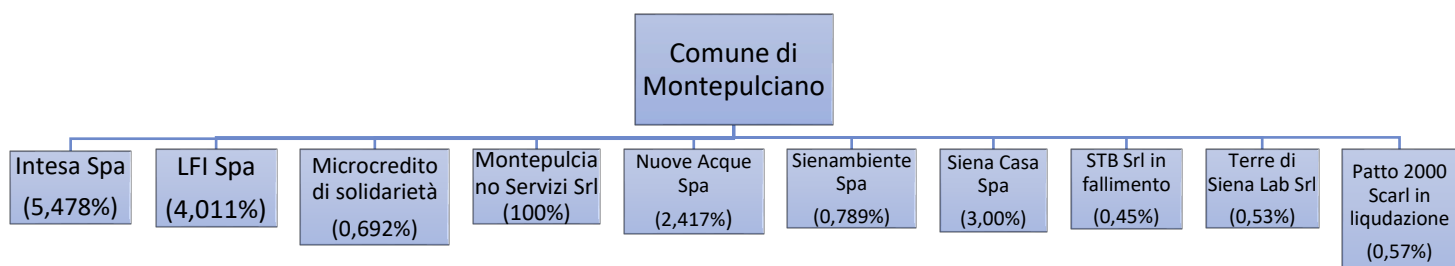 Comune di
Montepulciano
Intesa Spa
(5,478%)
LFI Spa
(4,011%)
Microcredito
di solidarietà
(0,692%)
Montepulcia
no Servizi Srl
(100%)
Nuove Acque
Spa
(2,417%)
Sienambiente
Spa
(0,789%)
Siena Casa
Spa
(3,00%)
STB Srl in
fallimento
(0,45%)
Terre di
Siena Lab Srl
(0,53%)
Patto 2000
Scarl in
liqudazione
(0,57%)